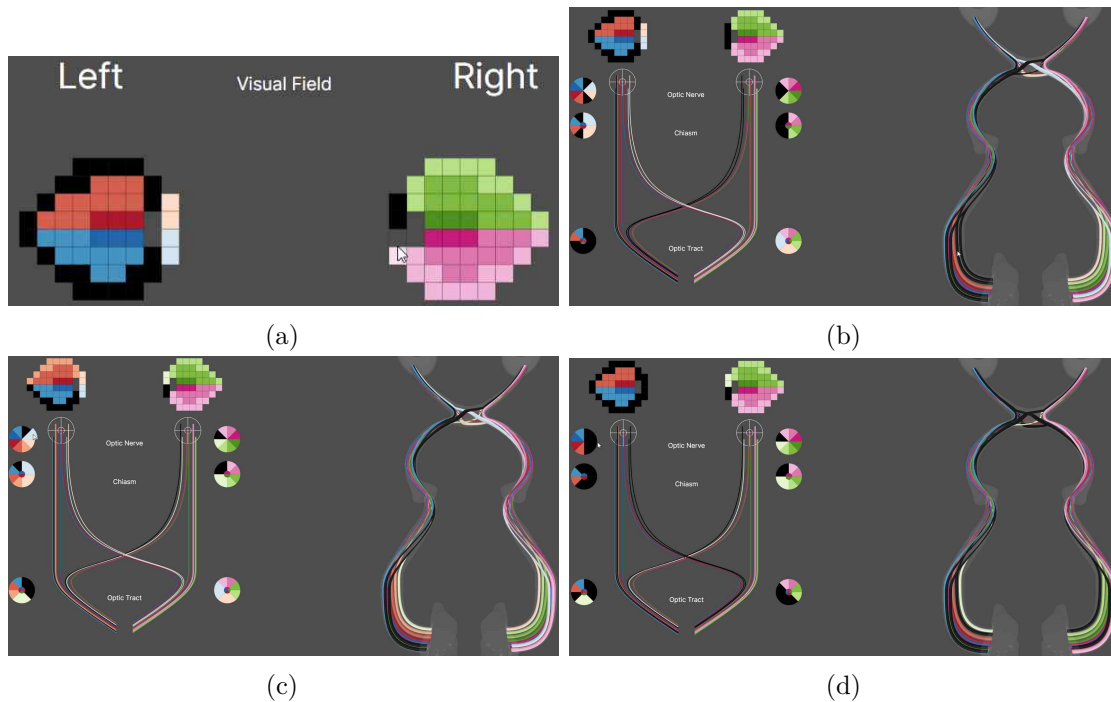 Left Visual Field Right
Optic Nerve
Chiasm
Optic Tract
(a)
(b)
Optic Nerve
Chiasm
Optic Tract
Optic Nerve
Chiasm
Optic Tract
(c)
(d)